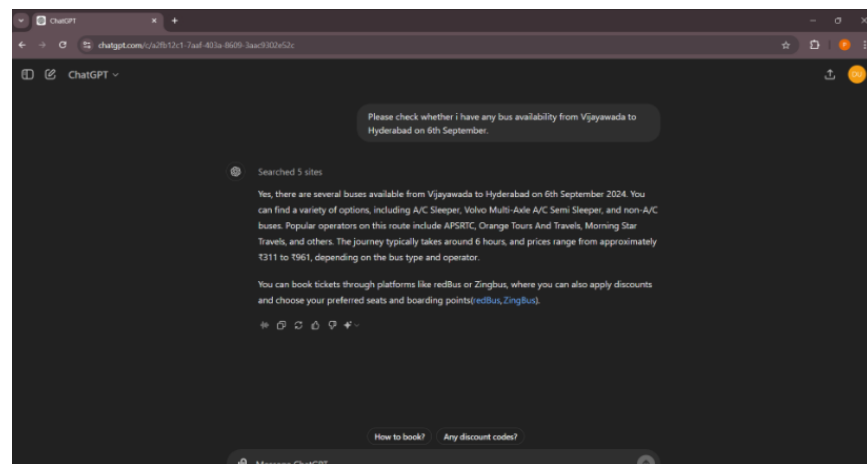 ChatGPT
chatgpt.com/c/a2fb12c1-7aaf-403a-8609-3aac9302e52c
ChatGPT
Please check whether i have any bus availability from Vijayawada to
Hyderabad on 6th September.
Searched 5 sites
Yes, there are several buses available from Vijayawada to Hyderabad on 6th September 2024. You
can find a variety of options, including A/C Sleeper, Volvo Multi-Axle A/C Semi Sleeper, and non-A/C
buses. Popular operators on this route include APSRTC, Orange Tours And Travels, Morning Star
Travels, and others. The journey typically takes around 6 hours, and prices range from approximately
₹311 to ₹961, depending on the bus type and operator.
You can book tickets through platforms like redBus or Zingbus, where you can also apply discounts
and choose your preferred seats and boarding points(redBus,ZingBus).
How to book? Any discount codes?
Message ChatGPT